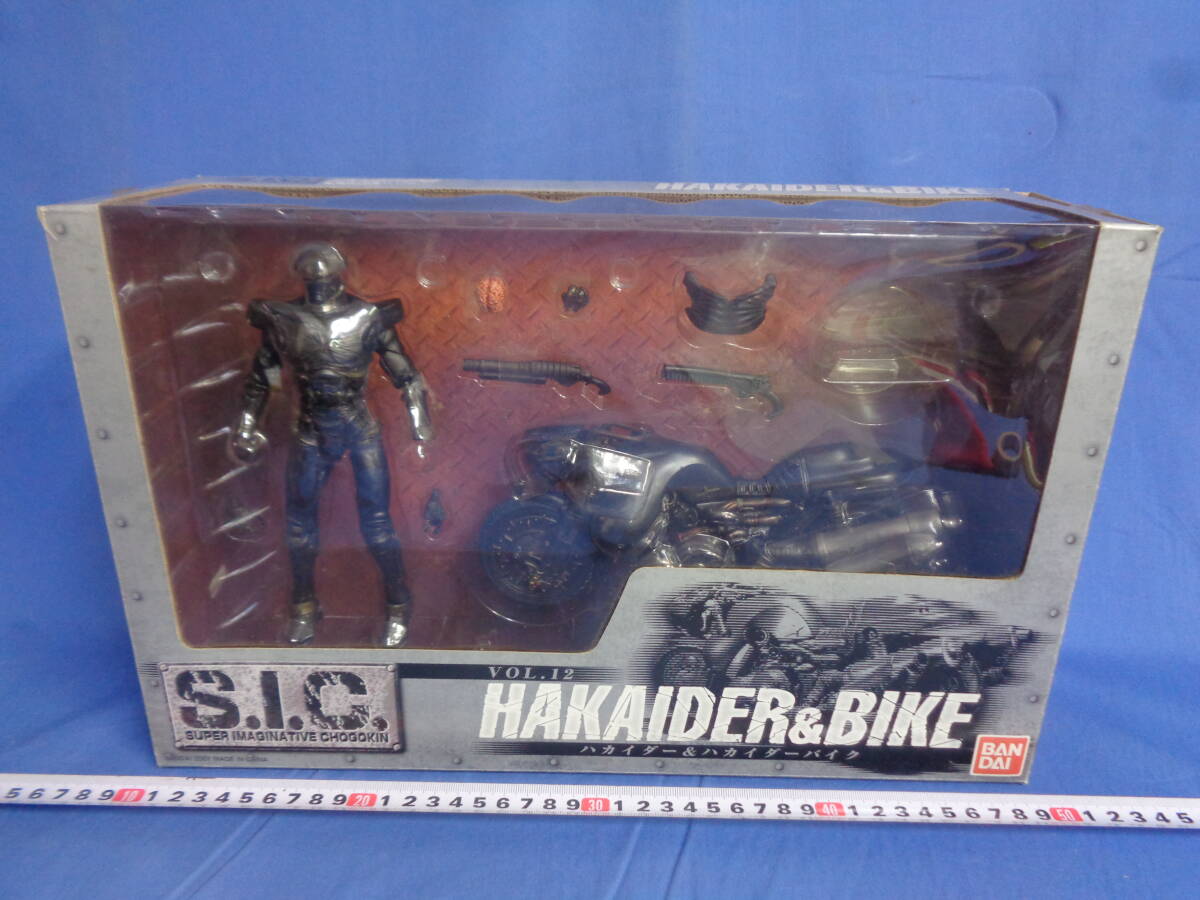 HAKAIDER&BIKE
VOL.12
S.I.C.
SUPER IMAGINATIVE CHOGOKIN
HAKAIDER&BIKE
ハカイダー&ハカイダーバイク
BAN
DAI
5 6 7 8 9 10 1 2 3 4 5 6 7 8 9 20 1 2 3 4 5 6 7 8 9 30 1 2 3 4 5 6 7 8 9 40 1 2 3 4 5 6 7 8 9 50 1 2 3 4 5